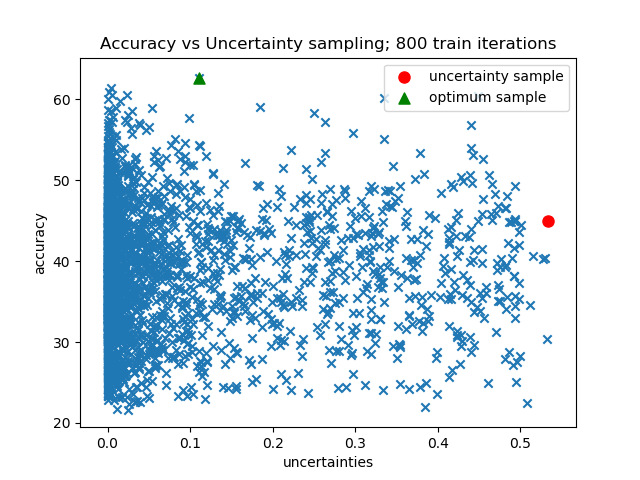 Accuracy vs Uncertainty sampling; 800 train iterations
uncertainty sample
optimum sample
60
50
40
30
20
accuracy
0.0 0.1 0.2 0.3 0.4 0.5
uncertainties